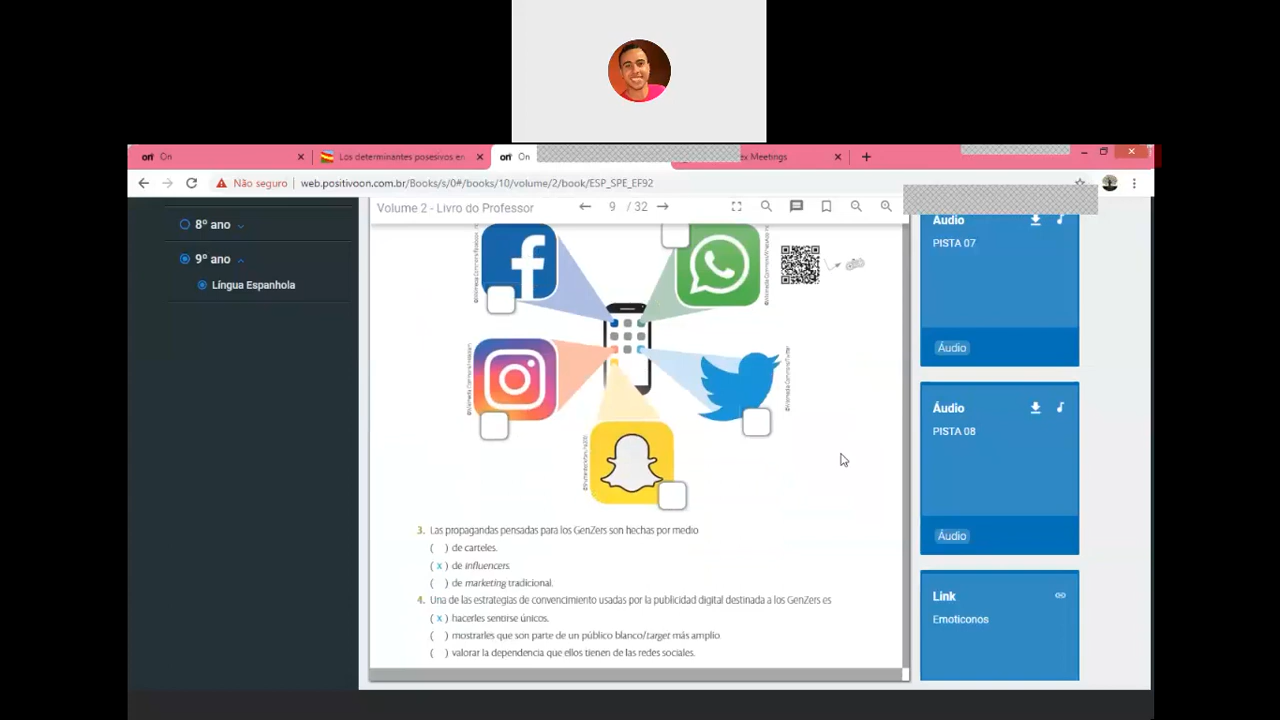 On
Los determinantes posesivos en
On
ex Meetings
Não seguro
web.positivoon.com.br/Books/s/0#/books/10/volume/2/book/ESP_SPE_EF92
Volume 2 - Livro do Professor
9 / 32
8º ano
9º ano
Língua Espanhola
3. Las propagandas pensadas para los GenZers son hechas por medio
( ) de carteles.
( x ) de influencers.
( ) de marketing tradicional.
4. Una de las estrategias de convencimiento usadas por la publicidad digital destinada a los GenZers es
( x ) hacerles sentirse únicos.
( ) mostrarles que son parte de un público blanco/target más amplio
( ) valorar la dependencia que ellos tienen de las redes sociales.
Áudio
PISTA 07
Áudio
Áudio
PISTA 08
Áudio
Link
Emoticonos